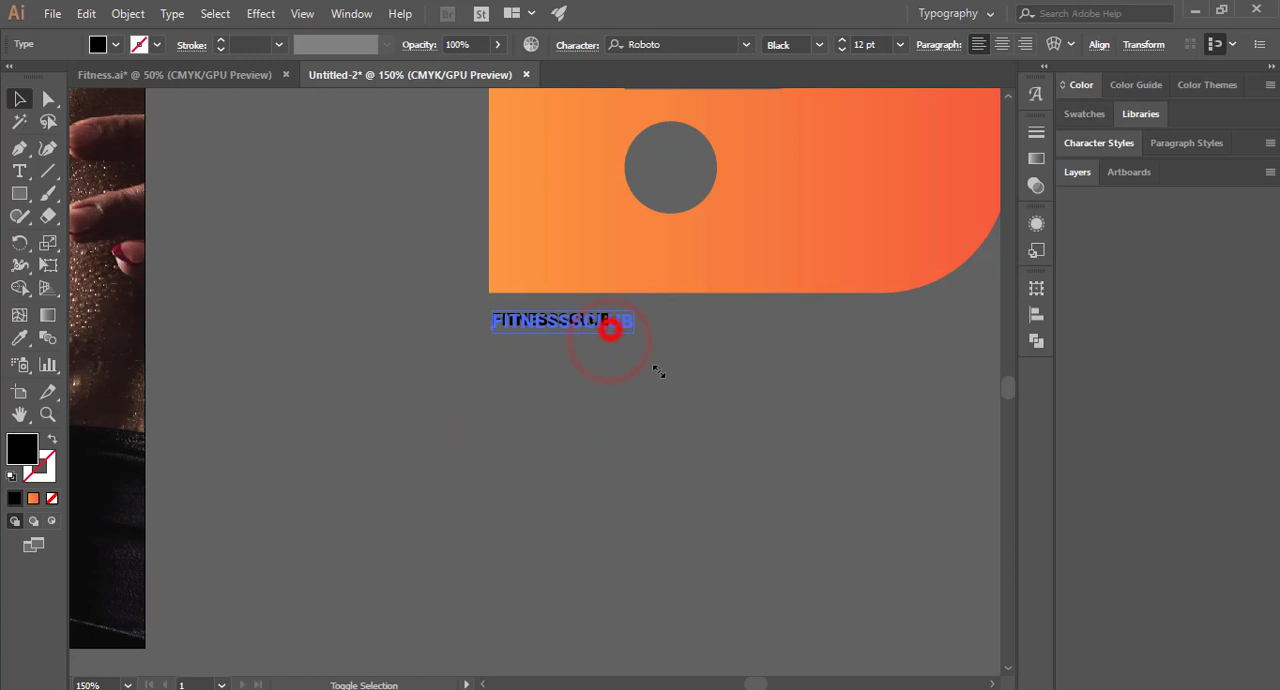 Ai File Edit Object Type Select Effect View Window Help Br St Typography Search Adobe Help
Type Stroke: Opacity: 100% Character: Roboto Black 12 pt Paragraph: Align Transform
Fitness.ai* @ 50% (CMYK/GPU Preview) × Untitled-2* @ 150% (CMYK/GPU Preview) ×
Color Color Guide Color Themes
Swatches Libraries
Character Styles Paragraph Styles
Layers Artboards
150% 1 Toggle Selection